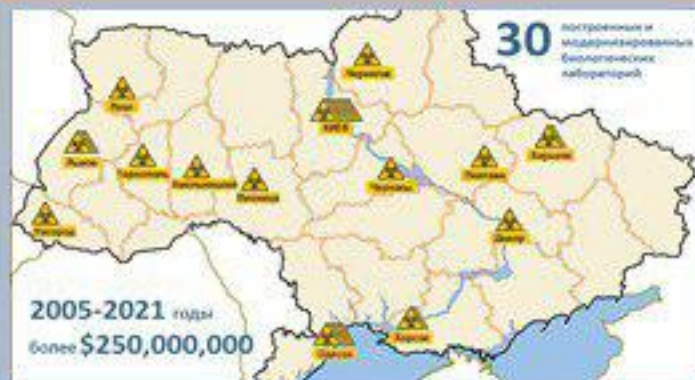 30 построенных и
модернизированных
биологических
лабораторий
Чернигов
КИЕВ
Львов
Тернополь
Хмельницкий
Винница
Черкассы
Полтава
Харьков
Ужгород
Днепр
2005-2021 годы
более $250,000,000
Херсон
Одесса